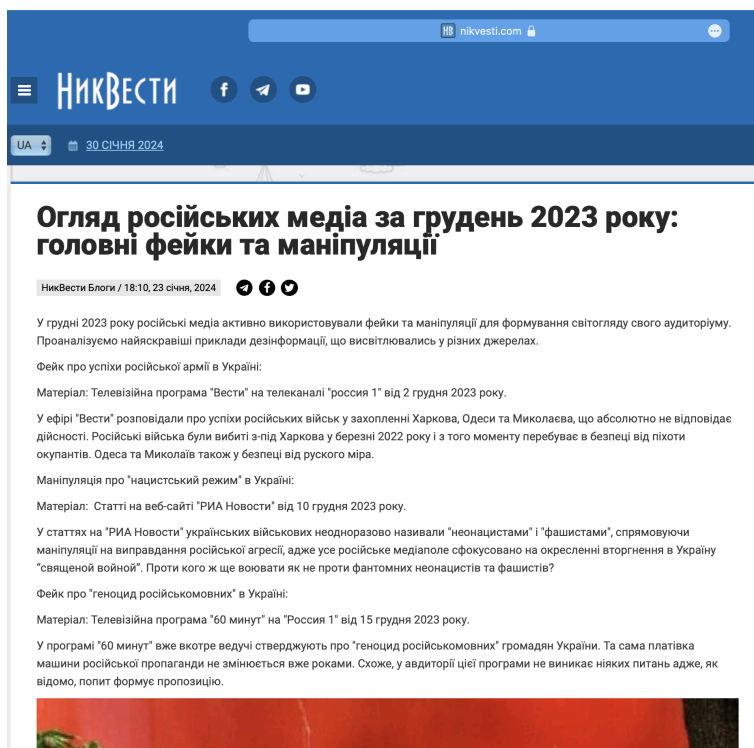 НВ nikvesti.com
НикВести
UA 30 СІЧНЯ 2024
Огляд російських медіа за грудень 2023 року:
головні фейки та маніпуляції
НикВести Блоги / 18:10, 23 січня, 2024
У грудні 2023 року російські медіа активно використовували фейки та маніпуляції для формування світогляду свого аудиторіуму.
Проаналізуємо найяскравіші приклади дезінформації, що висвітлювались у різних джерелах.
Фейк про успіхи російської армії в Україні:
Матеріал: Телевізійна програма "Вести" на телеканалі "россия 1" від 2 грудня 2023 року.
У ефірі "Вести" розповідали про успіхи російських військ у захопленні Харкова, Одеси та Миколаєва, що абсолютно не відповідає
дійсності. Російські війська були вибиті з-під Харкова у березні 2022 року і з того моменту перебуває в безпеці від піхоти
окупантів. Одеса та Миколаїв також у безпеці від руского міра.
Маніпуляція про "нацистський режим" в Україні:
Матеріал: Статті на веб-сайті "РИА Новости" від 10 грудня 2023 року.
У статтях на "РИА Новости" українських військових неодноразово називали "неонацистами" і "фашистами", спрямовуючи
маніпуляції на виправдання російської агресії, адже усе російське медіаполе сфокусовано на окресленні вторгнення в Україну
“священой войной”. Проти кого ж ще воювати як не проти фантомних неонацистів та фашистів?
Фейк про "геноцид російськомовних" в Україні:
Матеріал: Телевізійна програма "60 минут" на "Россия 1" від 15 грудня 2023 року.
У програмі "60 минут" вже вкотре ведучі стверджують про "геноцид російськомовних" громадян України. Та сама платівка
машини російської пропаганди не змінюється вже роками. Схоже, у авдиторії цієї програми не виникає ніяких питань адже, як
відомо, попит формує пропозицію.